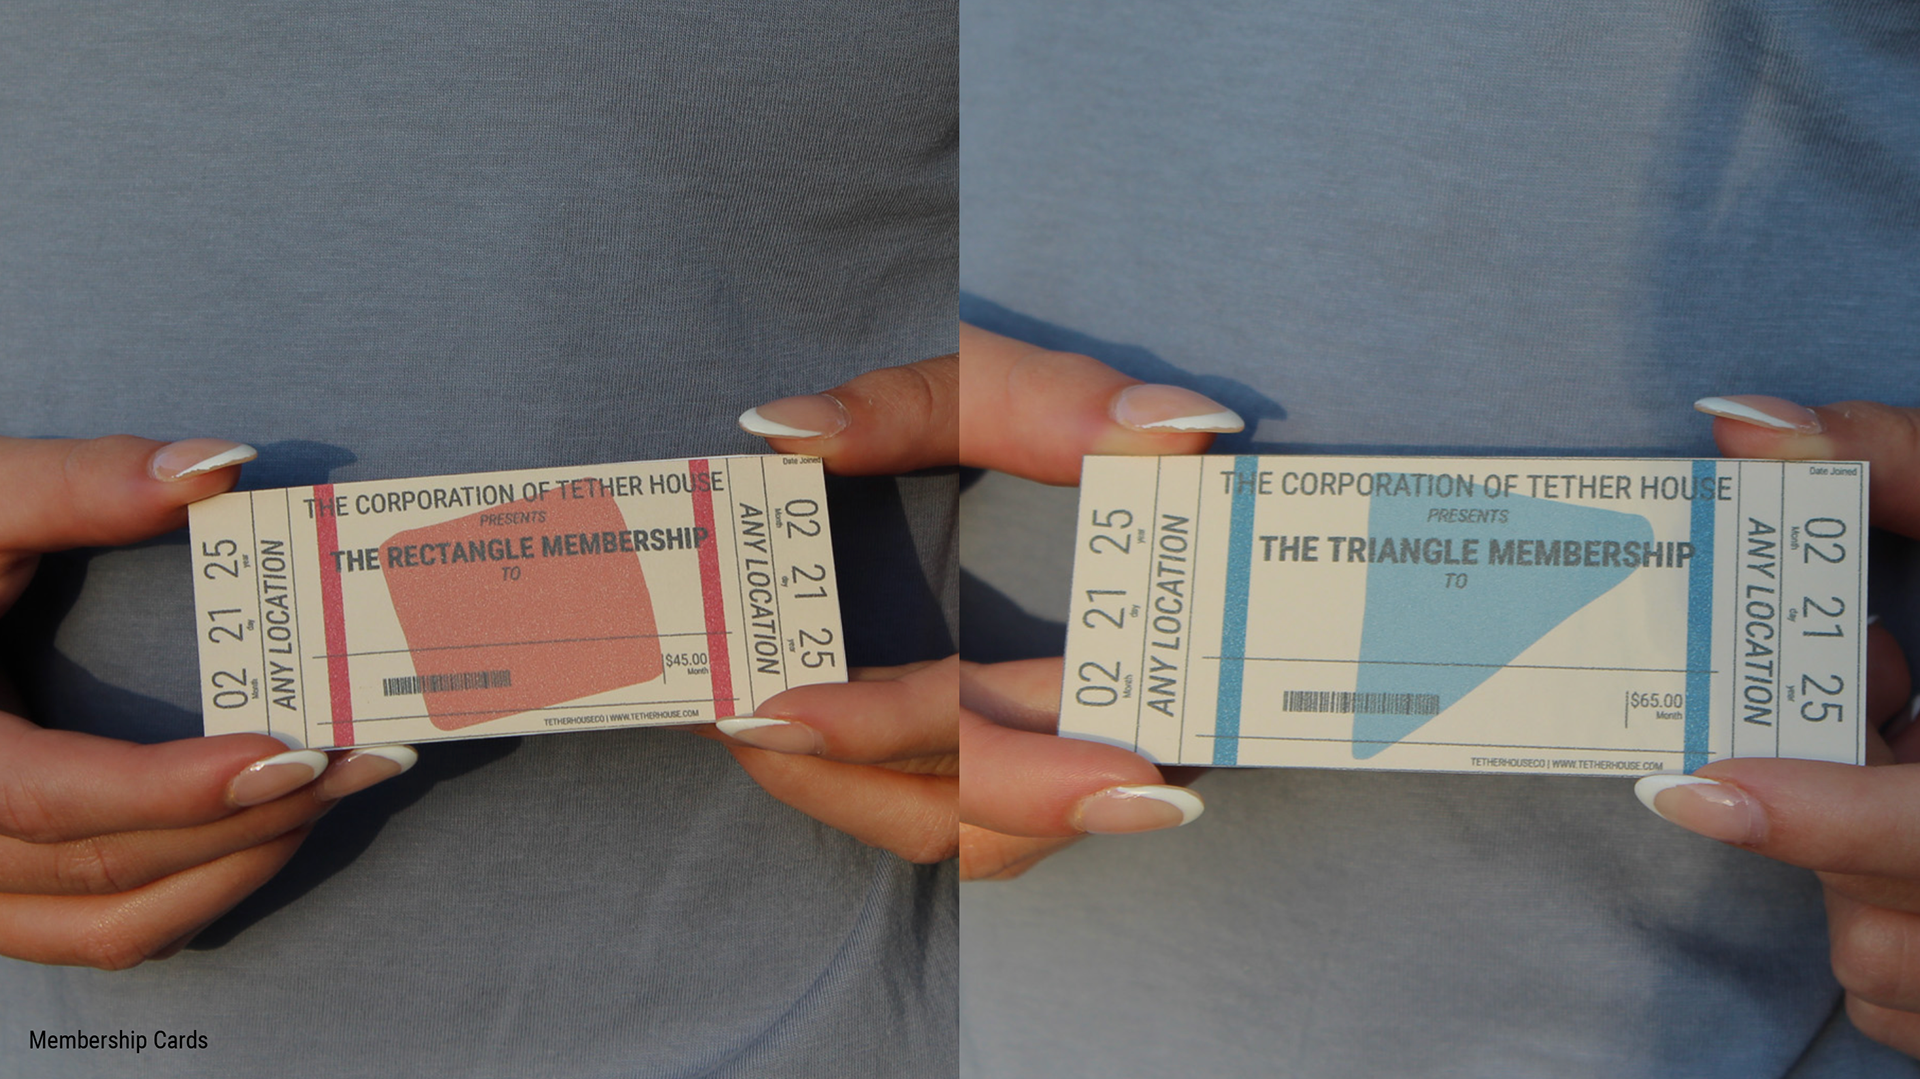 02 21 25
Month day year
ANY LOCATION
THE CORPORATION OF TETHER HOUSE
PRESENTS
THE RECTANGLE MEMBERSHIP
TO
$45.00
Month
TETHERHOUSECO | WWW.TETHERHOUSE.COM
ANY LOCATION
Date Joined
02 21 25
Month day year
02 21 25
Month day year
ANY LOCATION
THE CORPORATION OF TETHER HOUSE
PRESENTS
THE TRIANGLE MEMBERSHIP
TO
$65.00
Month
TETHERHOUSECO | WWW.TETHERHOUSE.COM
ANY LOCATION
Date Joined
02 21 25
Month day year
Membership Cards